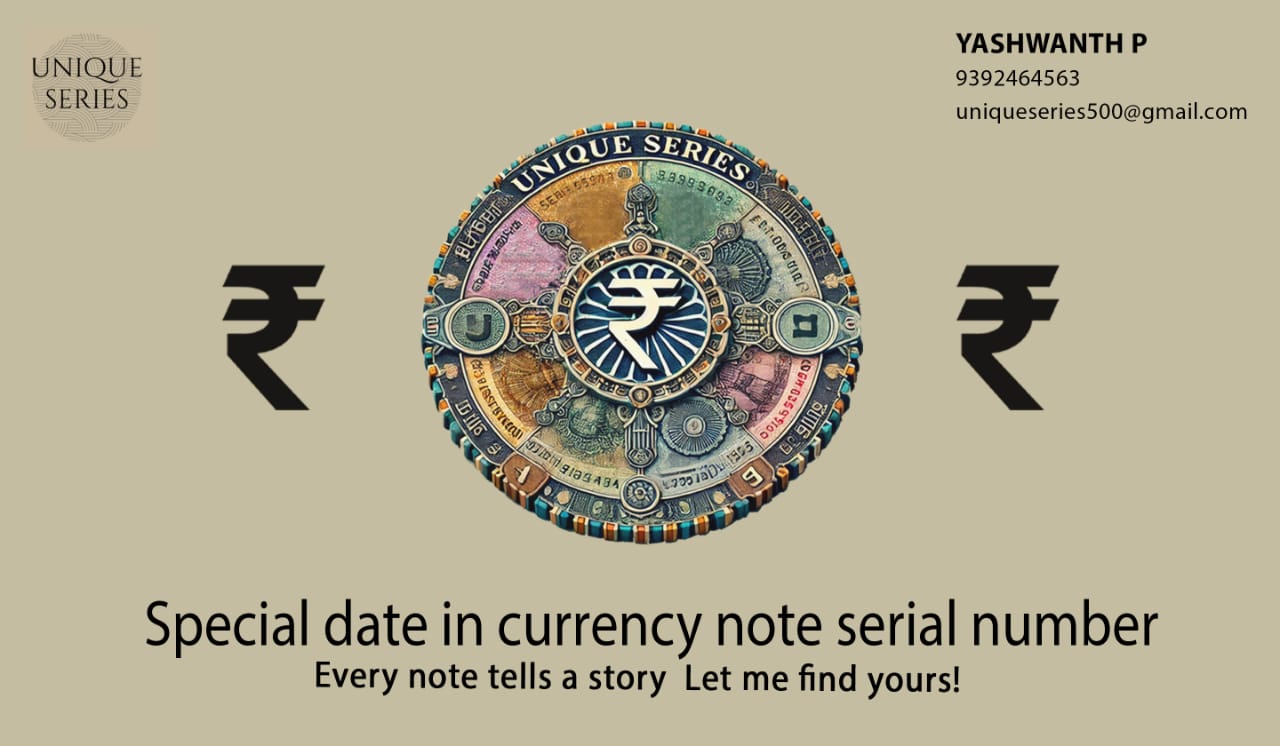 UNIQUE
SERIES
YASHWANTH P
9392464563
uniqueseries500@gmail.com
UNIQUE SERIES
₹
₹
₹
Special date in currency note serial number
Every note tells a story Let me find yours!